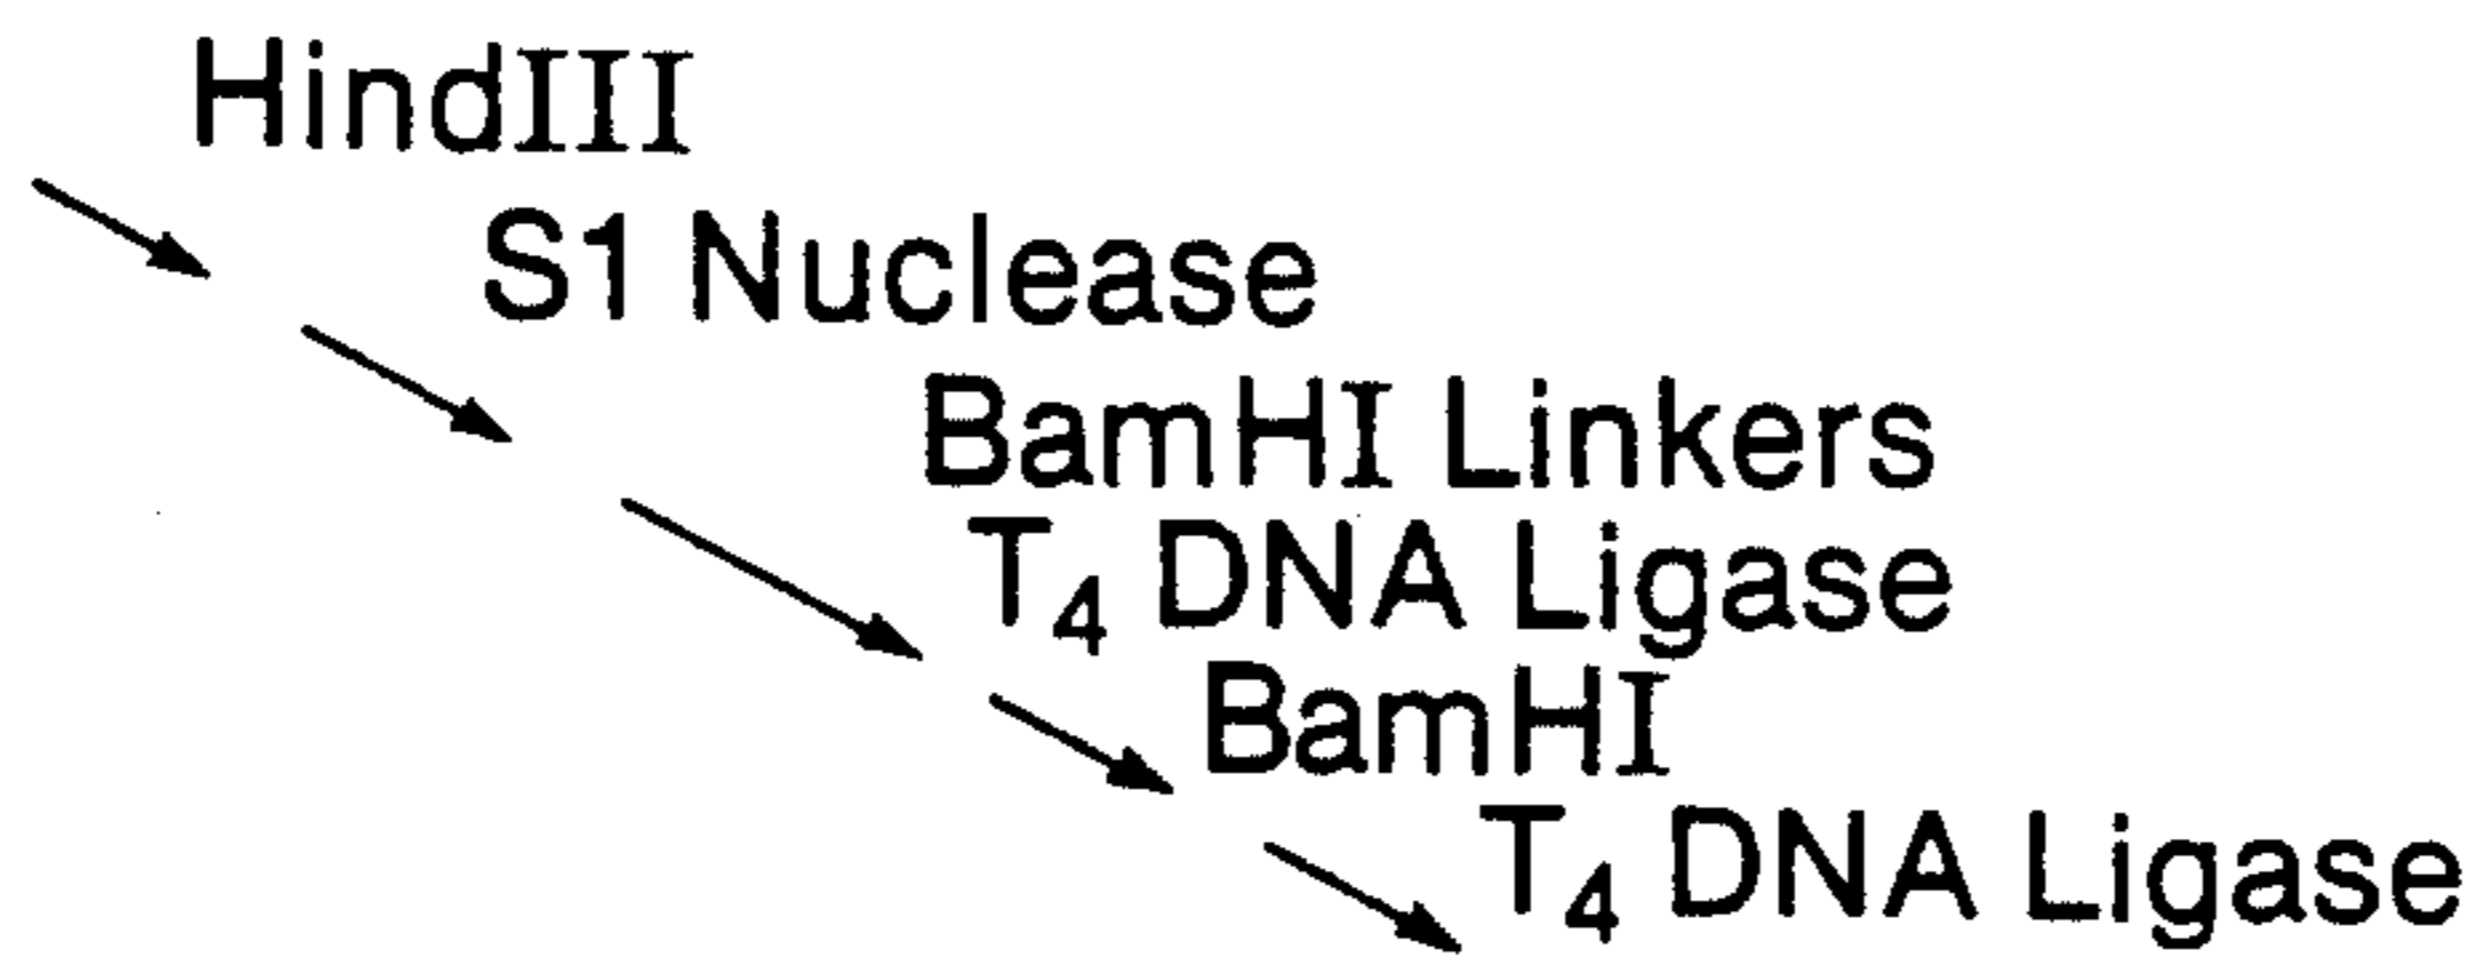 HindIII
S1 Nuclease
BamHI Linkers
T₄ DNA Ligase
BamHI
T₄ DNA Ligase